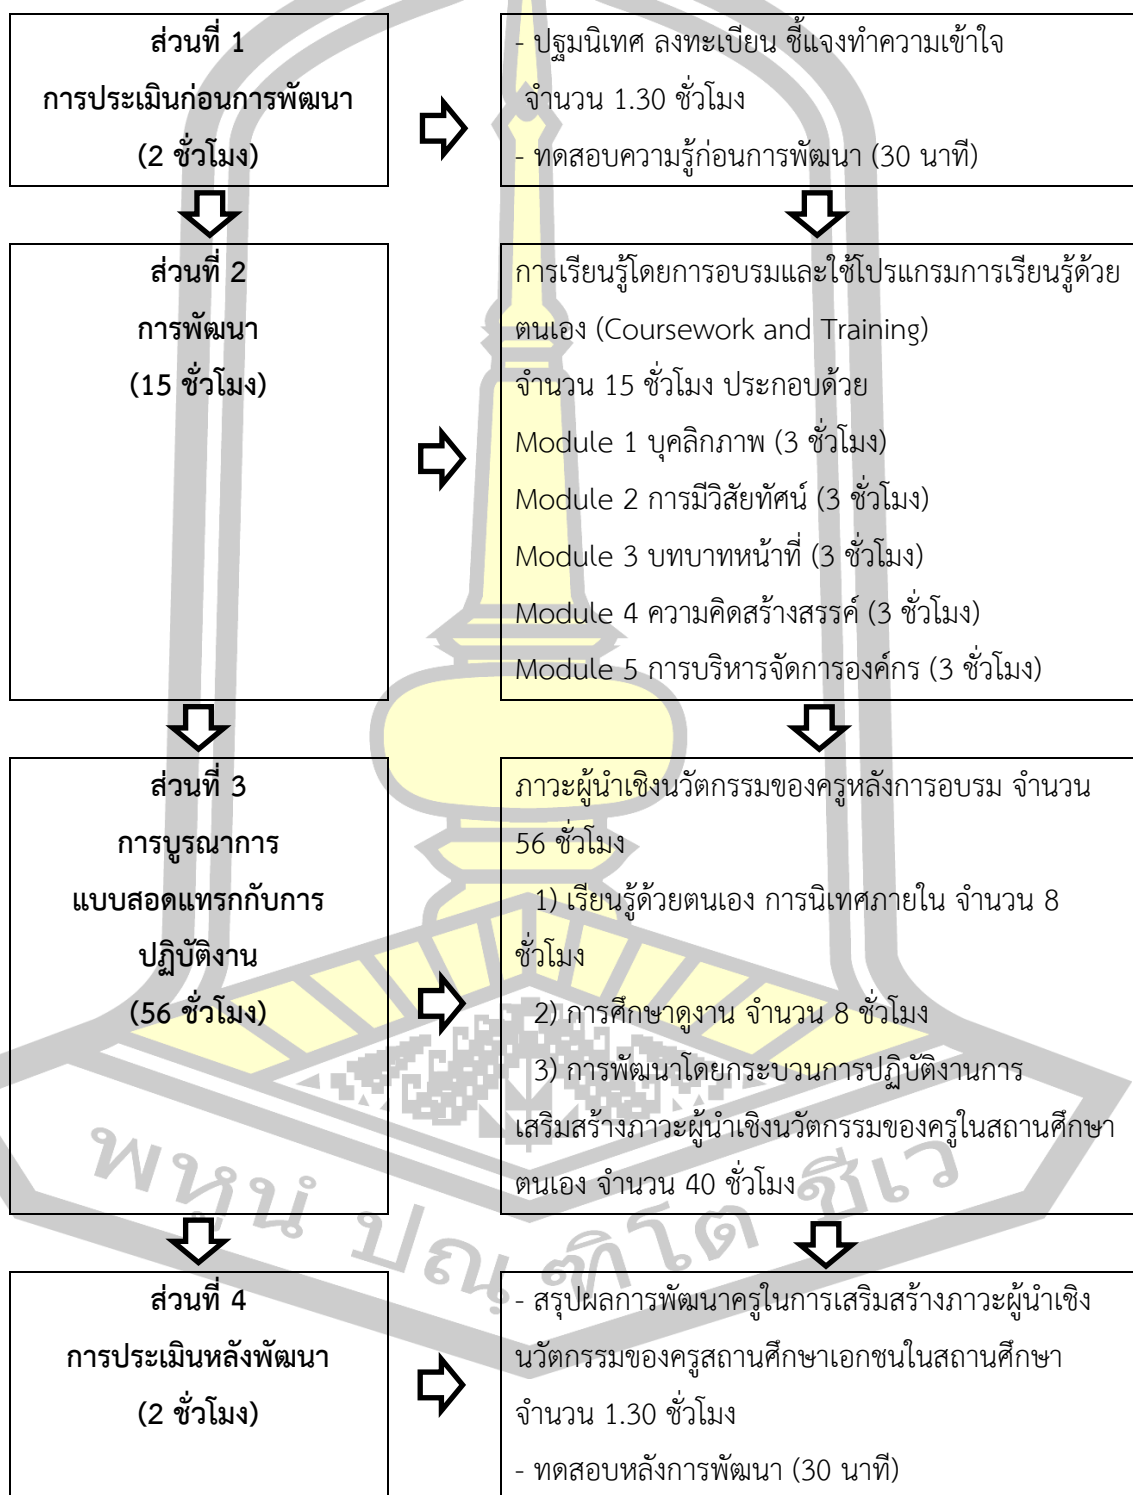 ส่วนที่ 1
การประเมินก่อนการพัฒนา
(2 ชั่วโมง)
- ปฐมนิเทศ ลงทะเบียน ชี้แจงทำความเข้าใจ
จำนวน 1.30 ชั่วโมง
- ทดสอบความรู้ก่อนการพัฒนา (30 นาที)
ส่วนที่ 2
การพัฒนา
(15 ชั่วโมง)
การเรียนรู้โดยการอบรมและใช้โปรแกรมการเรียนรู้ด้วย
ตนเอง (Coursework and Training)
จำนวน 15 ชั่วโมง ประกอบด้วย
Module 1 บุคลิกภาพ (3 ชั่วโมง)
Module 2 การมีวิสัยทัศน์ (3 ชั่วโมง)
Module 3 บทบาทหน้าที่ (3 ชั่วโมง)
Module 4 ความคิดสร้างสรรค์ (3 ชั่วโมง)
Module 5 การบริหารจัดการองค์กร (3 ชั่วโมง)
ส่วนที่ 3
การบูรณาการ
แบบสอดแทรกกับการ
ปฏิบัติงาน
(56 ชั่วโมง)
ภาวะผู้นำเชิงนวัตกรรมของครูหลังการอบรม จำนวน
56 ชั่วโมง
1) เรียนรู้ด้วยตนเอง การนิเทศภายใน จำนวน 8
ชั่วโมง
2) การศึกษาดูงาน จำนวน 8 ชั่วโมง
3) การพัฒนาโดยกระบวนการปฏิบัติงานการ
เสริมสร้างภาวะผู้นำเชิงนวัตกรรมของครูในสถานศึกษา
ตนเอง จำนวน 40 ชั่วโมง
พหูนํ ปณฺฑิโต ชีเว
ส่วนที่ 4
การประเมินหลังพัฒนา
(2 ชั่วโมง)
- สรุปผลการพัฒนาครูในการเสริมสร้างภาวะผู้นำเชิง
นวัตกรรมของครูสถานศึกษาเอกชนในสถานศึกษา
จำนวน 1.30 ชั่วโมง
- ทดสอบหลังการพัฒนา (30 นาที)